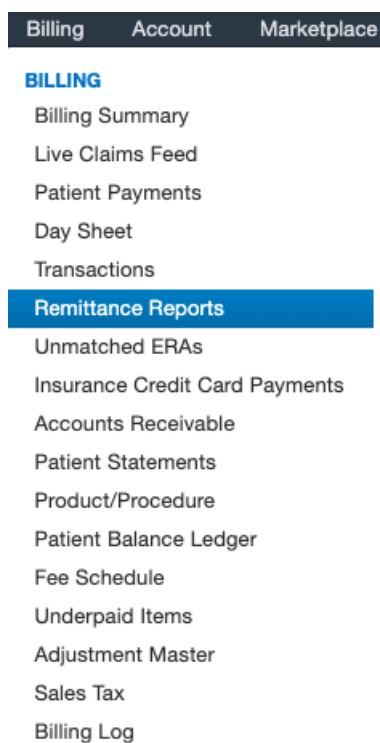 Billing Account Marketplace
BILLING
Billing Summary
Live Claims Feed
Patient Payments
Day Sheet
Transactions
Remittance Reports
Unmatched ERAs
Insurance Credit Card Payments
Accounts Receivable
Patient Statements
Product/Procedure
Patient Balance Ledger
Fee Schedule
Underpaid Items
Adjustment Master
Sales Tax
Billing Log